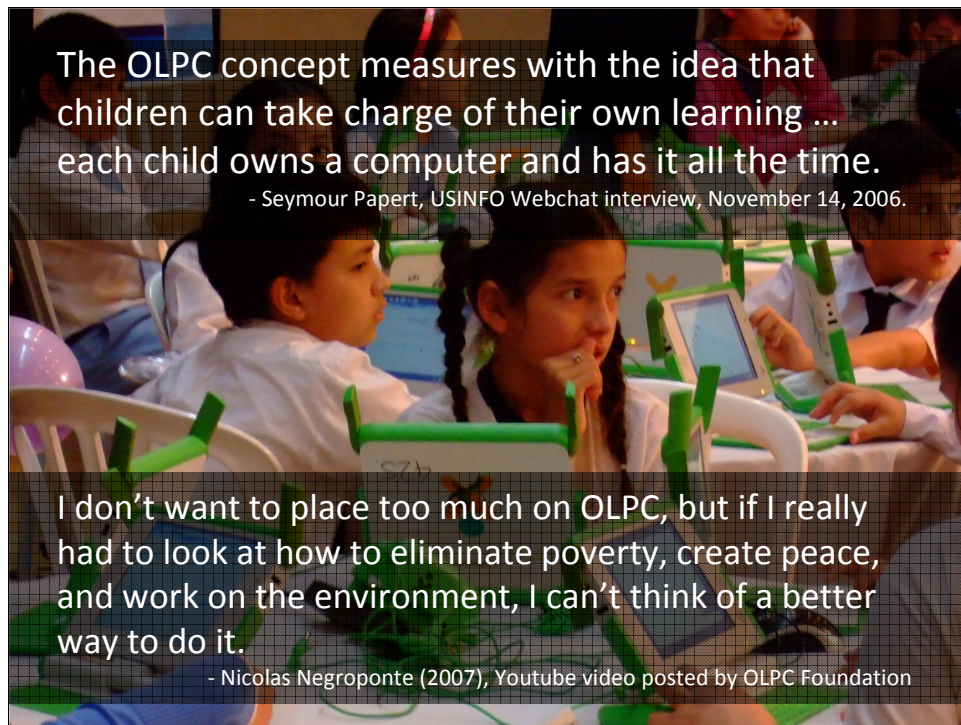 The OLPC concept measures with the idea that
children can take charge of their own learning …
each child owns a computer and has it all the time.
- Seymour Papert, USINFO Webchat interview, November 14, 2006.
I don't want to place too much on OLPC, but if I really
had to look at how to eliminate poverty, create peace,
and work on the environment, I can't think of a better
way to do it.
- Nicolas Negroponte (2007), Youtube video posted by OLPC Foundation